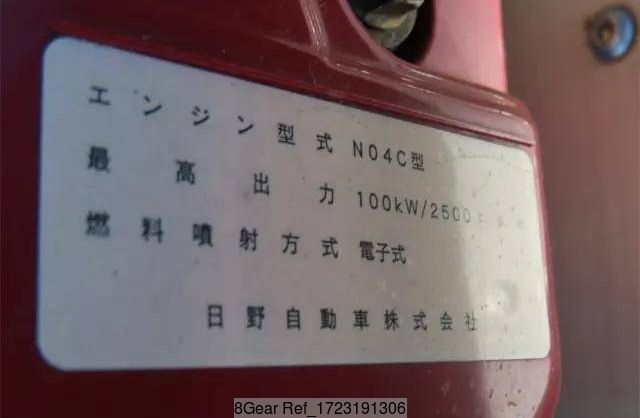 エンジン型式 N04C型
最高出力 100kW/2500
燃料噴射方式 電子式
日野自動車株式会社
8Gear Ref_1723191306